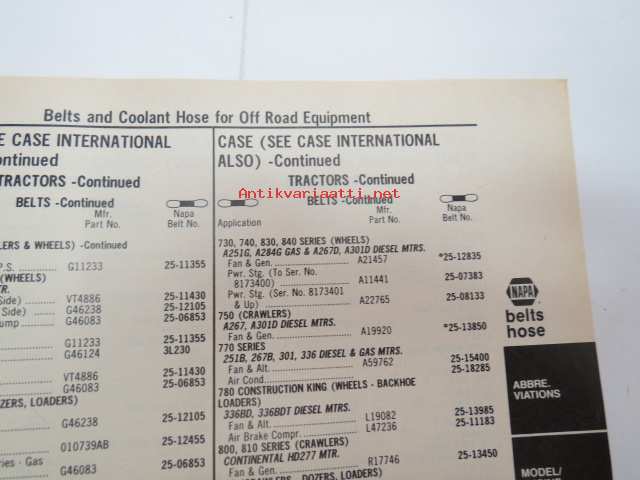 Belts and Coolant Hose for Off Road Equipment
CASE INTERNATIONAL
-Continued
TRACTORS -Continued
BELTS -Continued
Mfr.
Part No.
Napa
Belt No.
& WHEELS) -Continued
P.S. G11233 25-11355
(WHEELS)
Side) VT4886 25-11430
Side) G46238 25-12105
G46083 25-06853
G11233 25-11355
G46124 3L230
VT4886 25-11430
G46083 25-06853
LOADERS)
G46238 25-12105
010739AB 25-12455
- Gas
G46083 25-06853
CASE (SEE CASE INTERNATIONAL
ALSO) -Continued
TRACTORS -Continued
Antikvariaatti.net
BELTS -Continued
Application
Mfr.
Part No.
Napa
Belt No.
730, 740, 830, 840 SERIES (WHEELS)
A251G, A284G GAS & A267D, A301D DIESEL MTRS.
Fan & Gen. A21457 *25-12835
Pwr. Stg. (To Ser. No.
8173400) A11441 25-07383
Pwr. Stg. (Ser. No. 8173401
& Up) A22765 25-08133
750 (CRAWLERS)
A267, A301D DIESEL MTRS.
Fan & Gen. A19920 *25-13850
770 SERIES
251B, 267B, 301, 336 DIESEL & GAS MTRS.
Fan & Alt. A59762 25-15400
Air Cond. 25-18285
780 CONSTRUCTION KING (WHEELS - BACKHOE
LOADERS)
336BD, 336BDT DIESEL MTRS.
Fan & Alt. L19082 25-13985
Air Brake Compr. L47236 25-11183
800, 810 SERIES (CRAWLERS)
CONTINENTAL HD277 MTR.
Fan & Gen. R17746 25-13450
(CRAWLERS - DOZERS, LOADERS)
NAPA
belts
hose
ABBRE.
VIATIONS
MODEL/